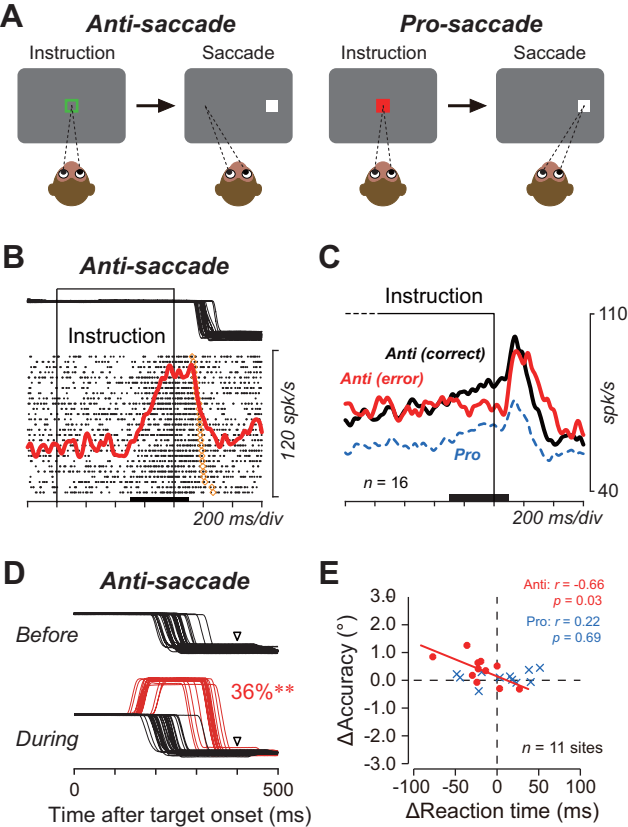 A
Anti-saccade
Pro-saccade
Instruction
Saccade
Instruction
Saccade
B
Anti-saccade
Instruction
120 spk/s
200 ms/div
C
Instruction
110
Anti (correct)
Anti (error)
spk/s
Pro
n = 16
40
200 ms/div
D
Anti-saccade
Before
36%**
During
0
500
Time after target onset (ms)
E
Anti: r = -0.66
p = 0.03
Pro: r = 0.22
p = 0.69
3.0
2.0
1.0
0.0
-1.0
-2.0
-3.0
ΔAccuracy (°)
n = 11 sites
-100
-50
0
50
100
ΔReaction time (ms)